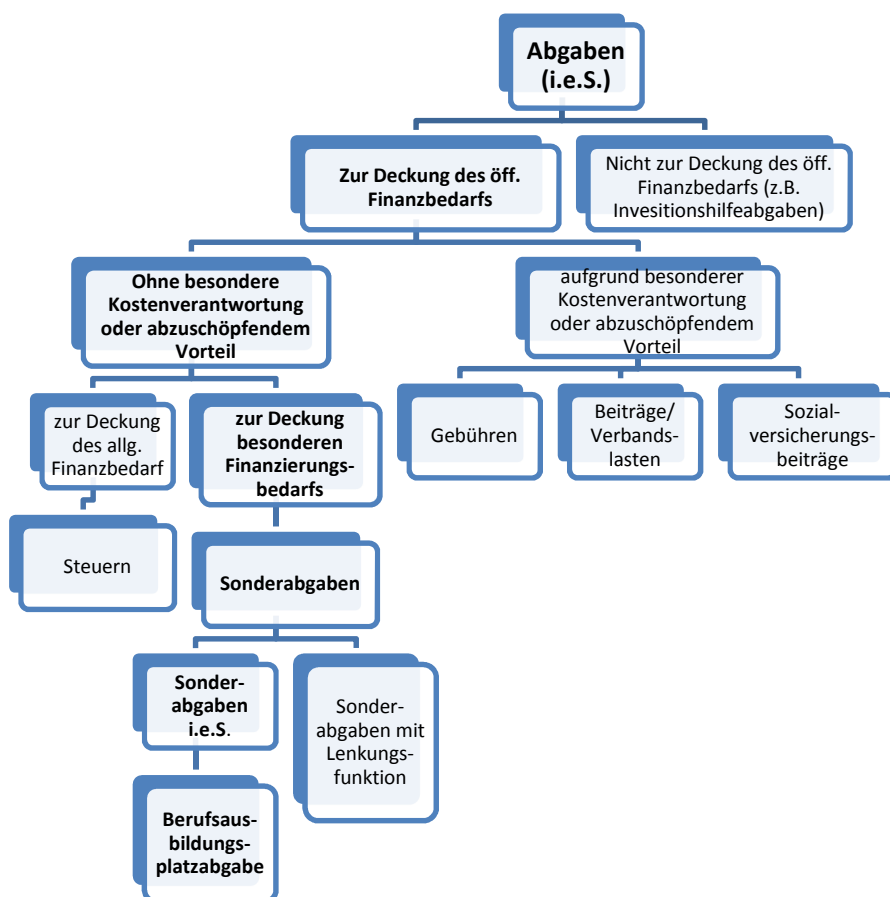 Abgaben
(i.e.S.)
Zur Deckung des öff.
Finanzbedarfs
Nicht zur Deckung des öff.
Finanzbedarfs (z.B.
Invesitionshilfeabgaben)
Ohne besondere
Kostenverantwortung
oder abzuschöpfendem
Vorteil
aufgrund besonderer
Kostenverantwortung
oder abzuschöpfendem
Vorteil
zur Deckung
des allg.
Finanzbedarf
zur Deckung
besonderen
Finanzierungs-
bedarfs
Gebühren
Beiträge/
Verbands-
lasten
Sozial-
versicherungs-
beiträge
Steuern
Sonderabgaben
Sonder-
abgaben
i.e.S.
Sonder-
abgaben mit
Lenkungs-
funktion
Berufsaus-
bildungs-
platzabgabe